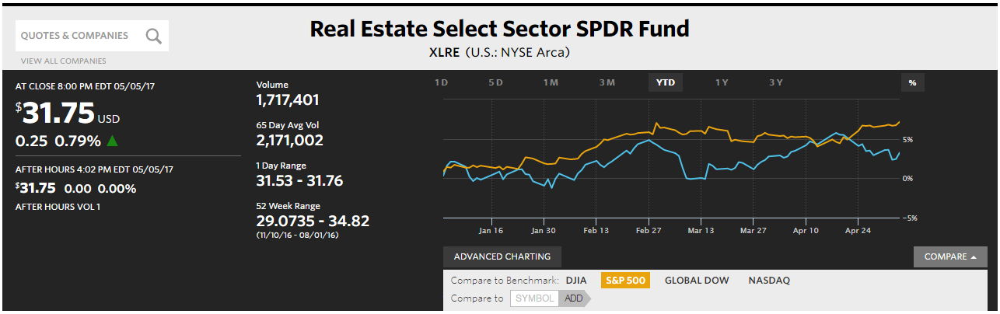 QUOTES & COMPANIES
VIEW ALL COMPANIES
Real Estate Select Sector SPDR Fund
XLRE (U.S.: NYSE Arca)
AT CLOSE 8:00 PM EDT 05/05/17
$31.75 USD
0.25 0.79%
AFTER HOURS 4:02 PM EDT 05/05/17
$31.75 0.00 0.00%
AFTER HOURS VOL 1
Volume
1,717,401
65 Day Avg Vol
2,171,002
1 Day Range
31.53 - 31.76
52 Week Range
29.0735 - 34.82
(11/10/16 - 08/01/16)
1 D 5 D 1 M 3 M YTD 1 Y 3 Y %
5%
0%
-5%
Jan 16 Jan 30 Feb 13 Feb 27 Mar 13 Mar 27 Apr 10 Apr 24
ADVANCED CHARTING COMPARE
Compare to Benchmark: DJIA S&P 500 GLOBAL DOW NASDAQ
Compare to SYMBOL ADD